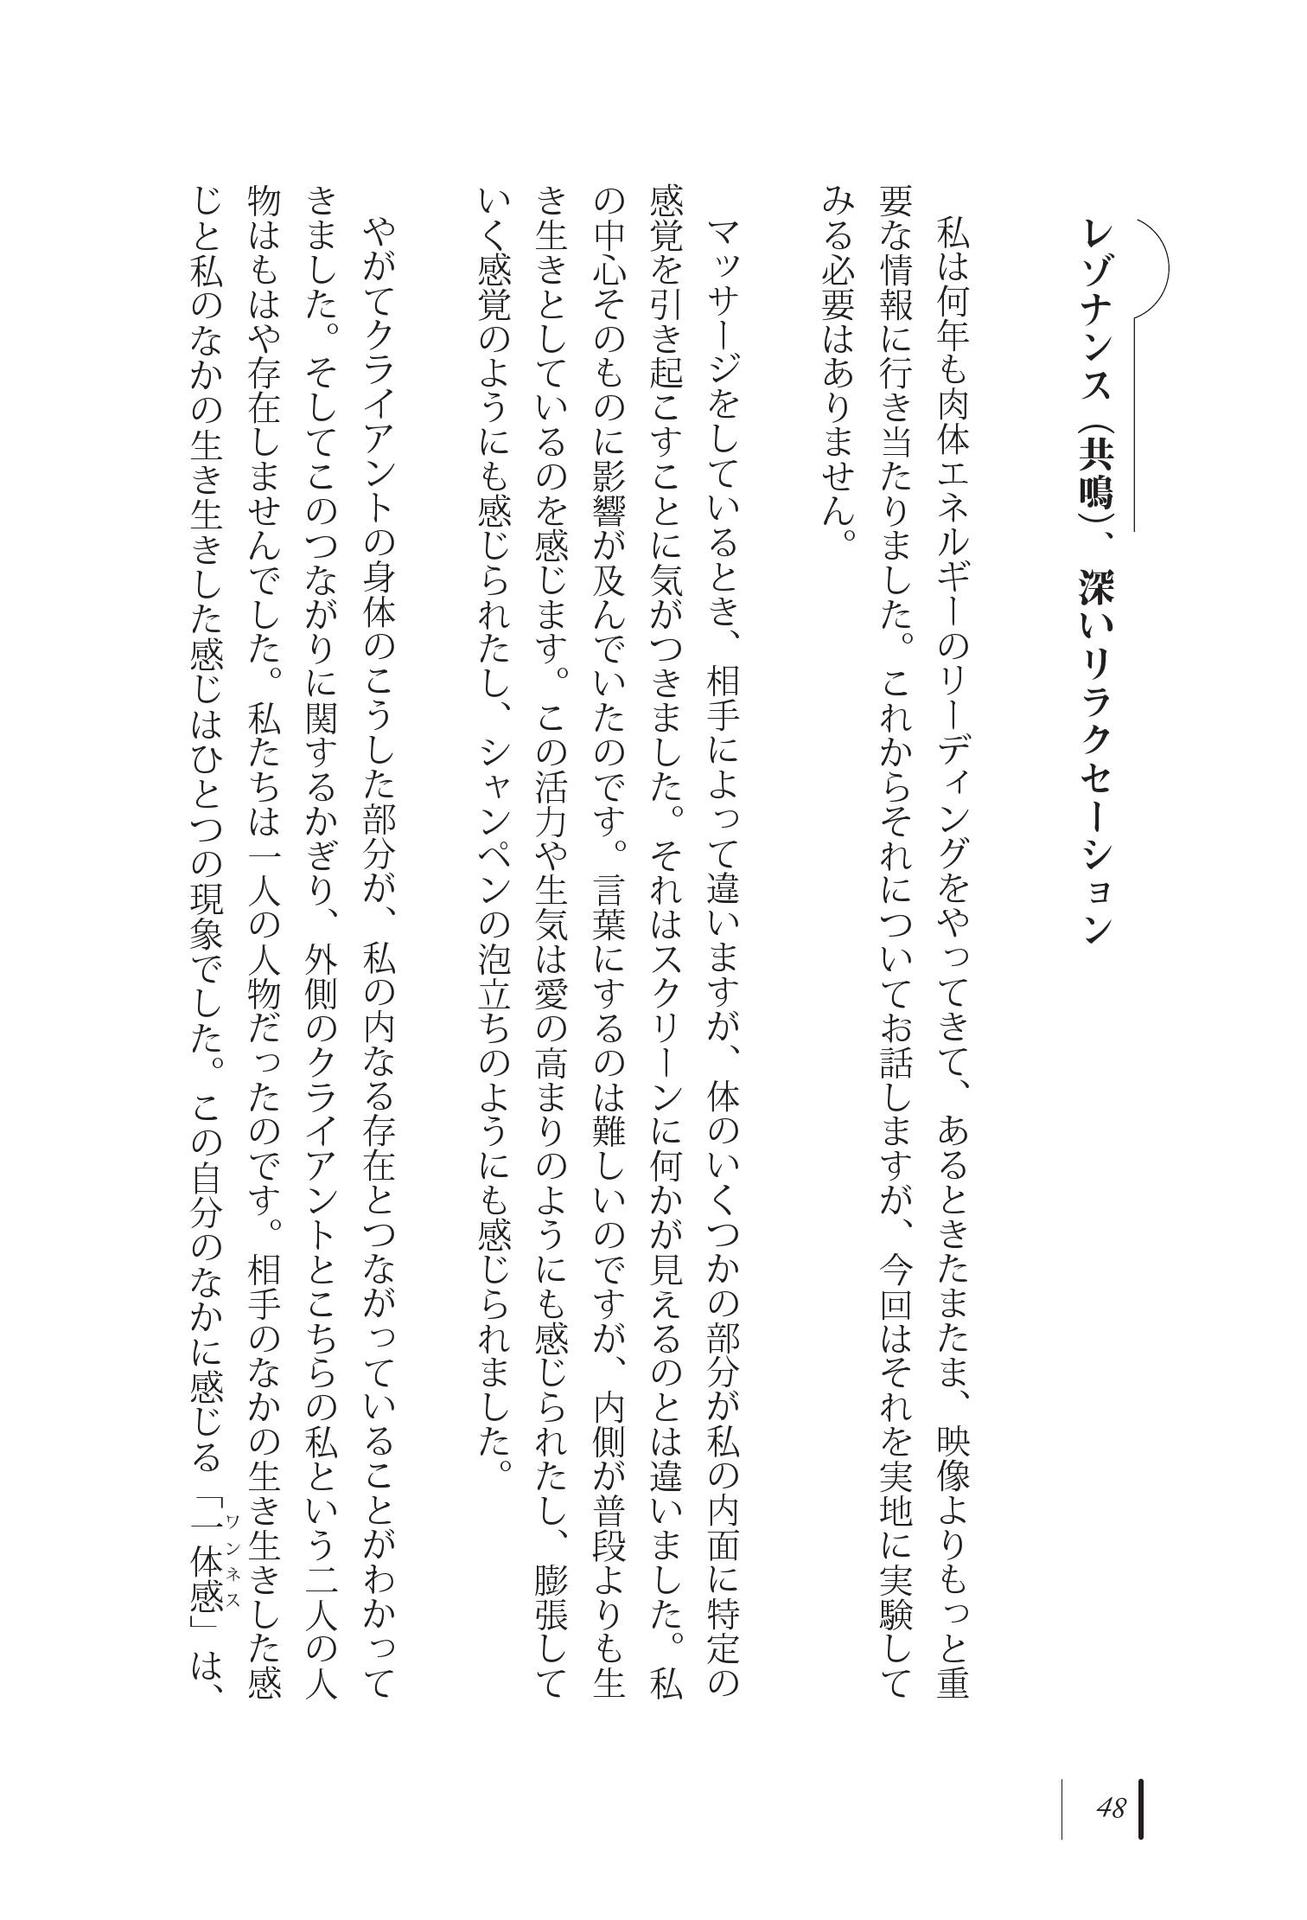 レゾナンス（共鳴）、深いリラクセーション
私は何年も肉体エネルギーのリーディングをやってきて、あるときたまたま、映像よりもっと重
要な情報に行き当たりました。これからそれについてお話しますが、今回はそれを実地に実験して
みる必要はありません。
マッサージをしているとき、相手によって違いますが、体のいくつかの部分が私の内面に特定の
感覚を引き起こすことに気がつきました。それはスクリーンに何かが見えるのとは違いました。私
の中心そのものに影響が及んでいたのです。言葉にするのは難しいのですが、内側が普段よりも生
き生きとしているのを感じます。この活力や生気は愛の高まりのようにも感じられたし、膨張して
いく感覚のようにも感じられたし、シャンペンの泡立ちのようにも感じられました。
やがてクライアントの身体のこうした部分が、私の内なる存在とつながっていることがわかって
きました。そしてこのつながりに関するかぎり、外側のクライアントとこちらの私という二人の人
物はもはや存在しませんでした。私たちは一人の人物だったのです。相手のなかの生き生きした感
じと私のなかの生き生きした感じはひとつの現象でした。この自分のなかに感じる「一体感」は、
ワンネス
48